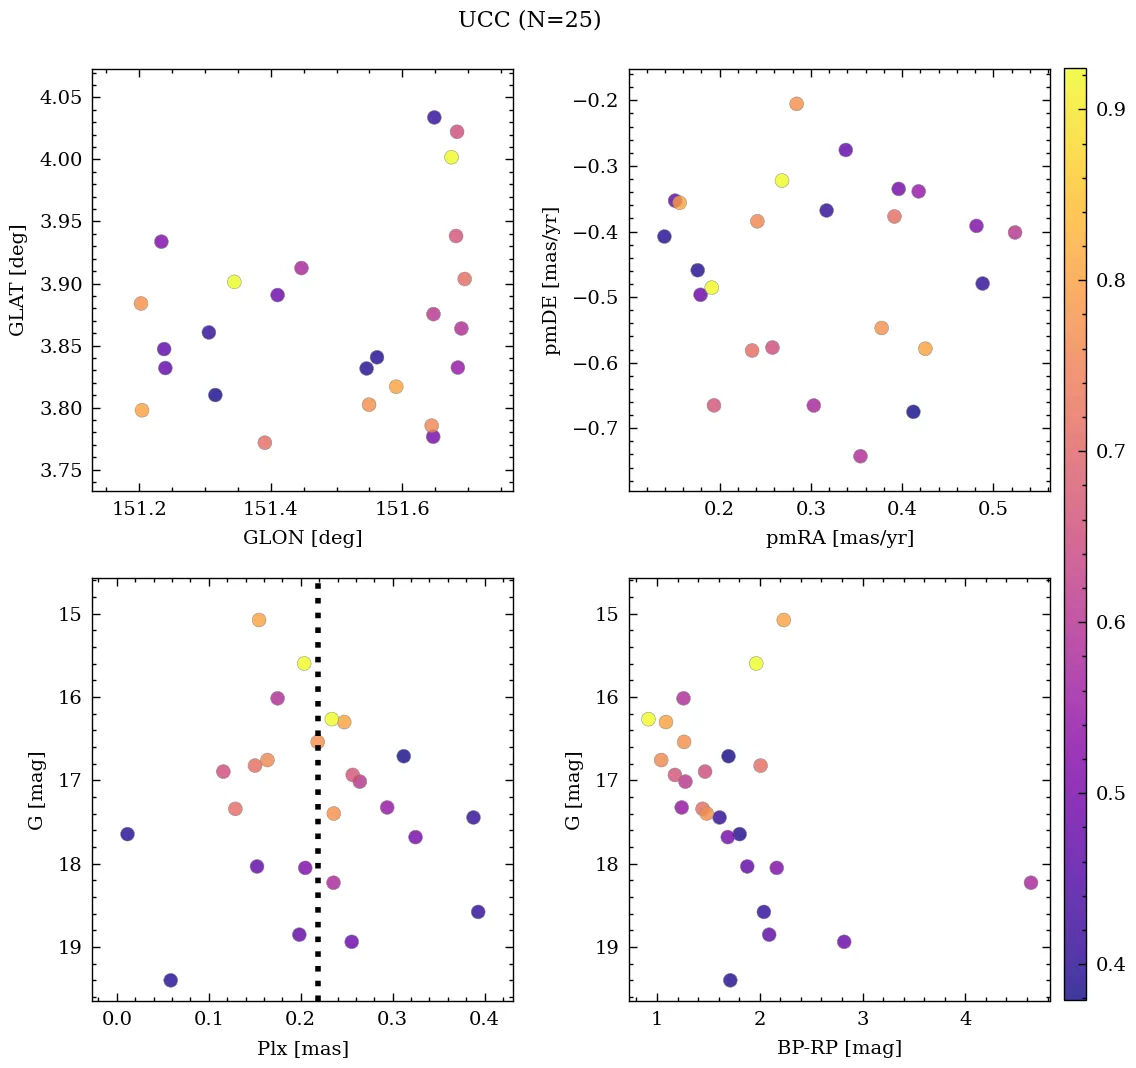 UCC (N=25)
4.05
4.00
3.95
3.90
3.85
3.80
3.75
GLAT [deg]
151.2 151.4 151.6
GLON [deg]
−0.2
−0.3
−0.4
−0.5
−0.6
−0.7
pmDE [mas/yr]
0.2 0.3 0.4 0.5
pmRA [mas/yr]
15
16
17
18
19
G [mag]
0.0 0.1 0.2 0.3 0.4
Plx [mas]
15
16
17
18
19
G [mag]
1 2 3 4
BP-RP [mag]
0.9
0.8
0.7
0.6
0.5
0.4